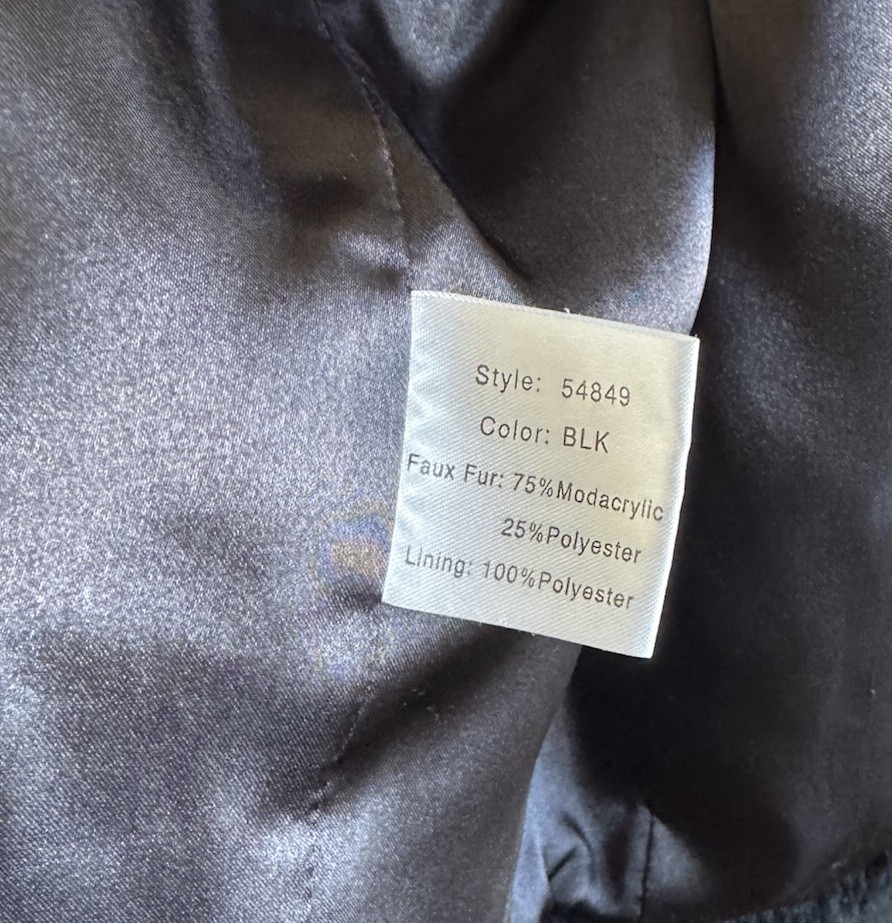 Style: 54849
Color: BLK
Faux Fur: 75%Modacrylic
25%Polyester
Lining: 100%Polyester